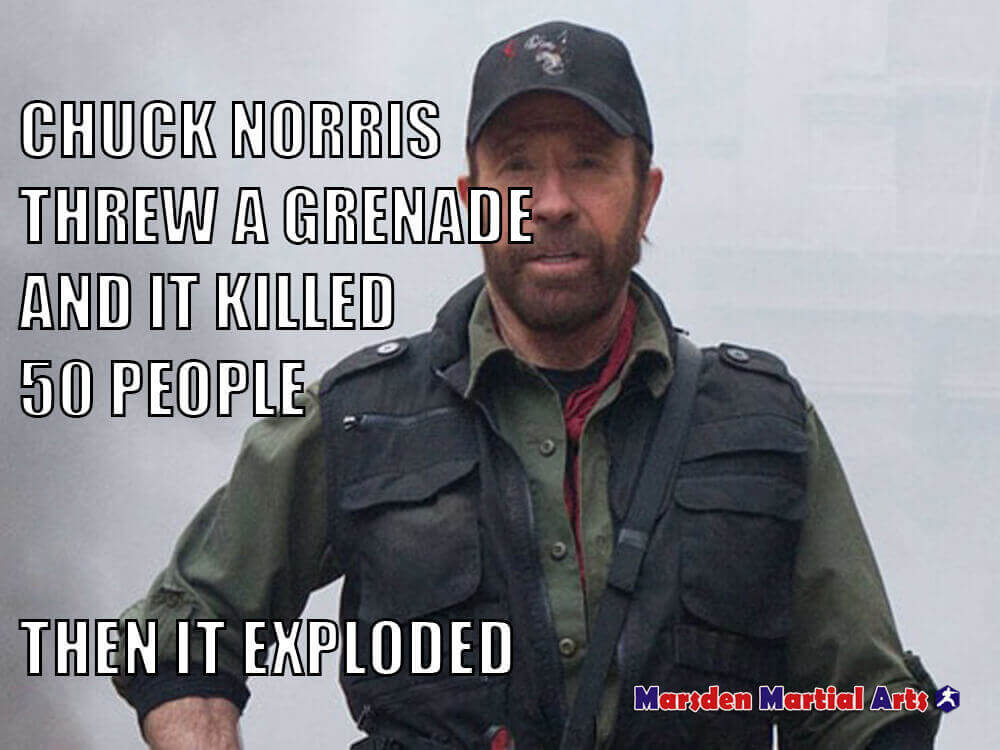 CHUCK NORRIS
THREW A GRENADE
AND IT KILLED
50 PEOPLE
THEN IT EXPLODED
Marsden Martial Arts